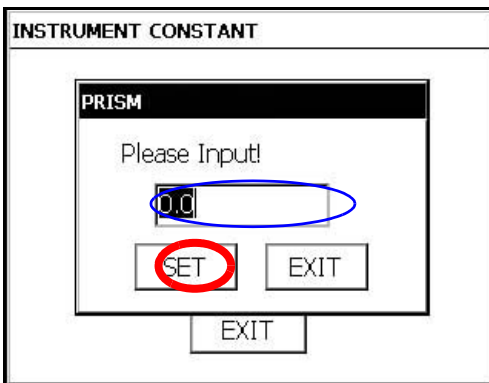 INSTRUMENT CONSTANT
PRISM
Please Input!
0.0
SET EXIT
EXIT